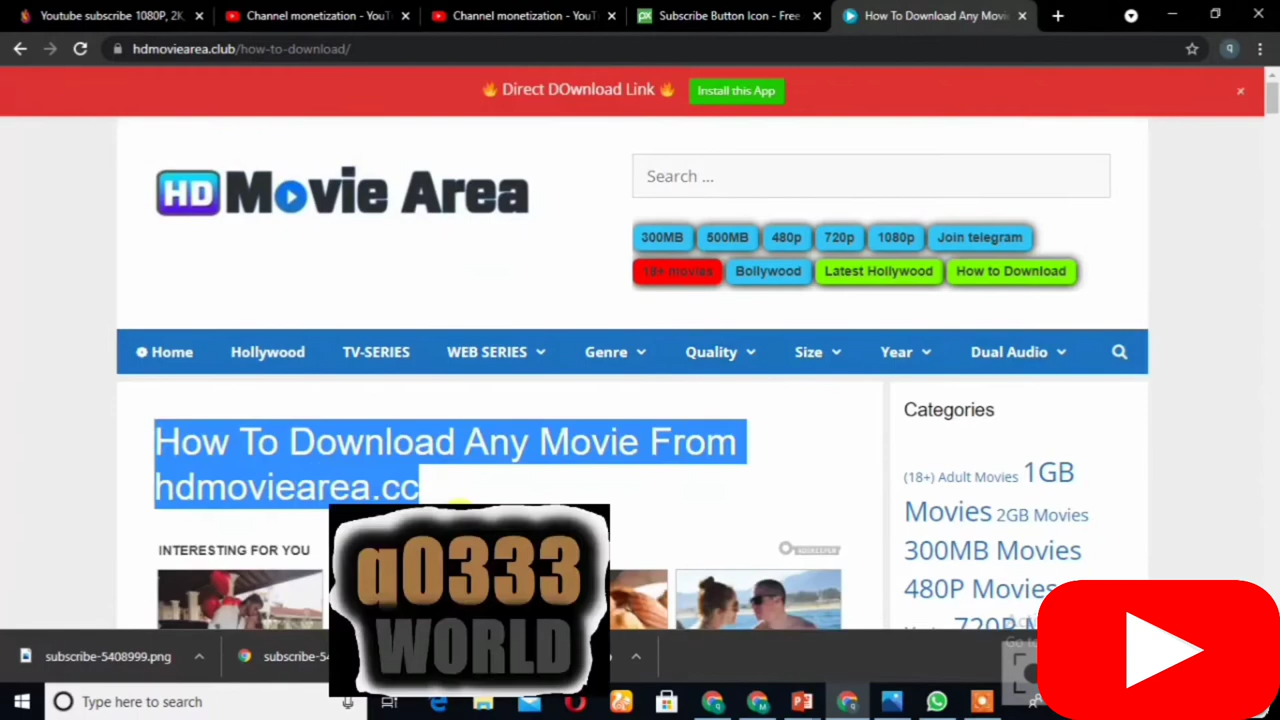 Youtube subscribe 1080P, 2K,
Channel monetization - YouT
Channel monetization - YouT
Subscribe Button Icon - Free
How To Download Any Movi
hdmoviearea.club/how-to-download/
q
🔥 Direct DOwnload Link 🔥
Install this App
HD Movie Area
Search ...
300MB 500MB 480p 720p 1080p Join telegram
18+ movies Bollywood Latest Hollywood How to Download
Home Hollywood TV-SERIES WEB SERIES Genre Quality Size Year Dual Audio
How To Download Any Movie From
hdmoviearea.cc
Categories
(18+) Adult Movies 1GB
Movies 2GB Movies
300MB Movies
480P Movies
INTERESTING FOR YOU
q0333
WORLD
subscribe-5408999.png
subscribe-5
Type here to search